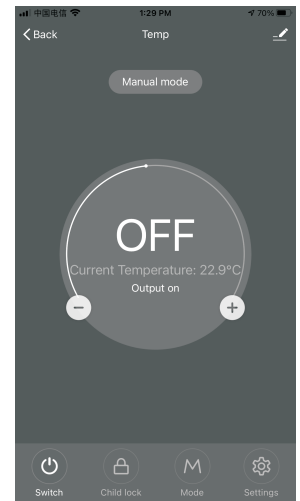 中国电信 1:29 PM 70%
Back Temp
Manual mode
OFF
Current Temperature: 22.9°C
Output on
− +
M
Switch Child lock Mode Settings